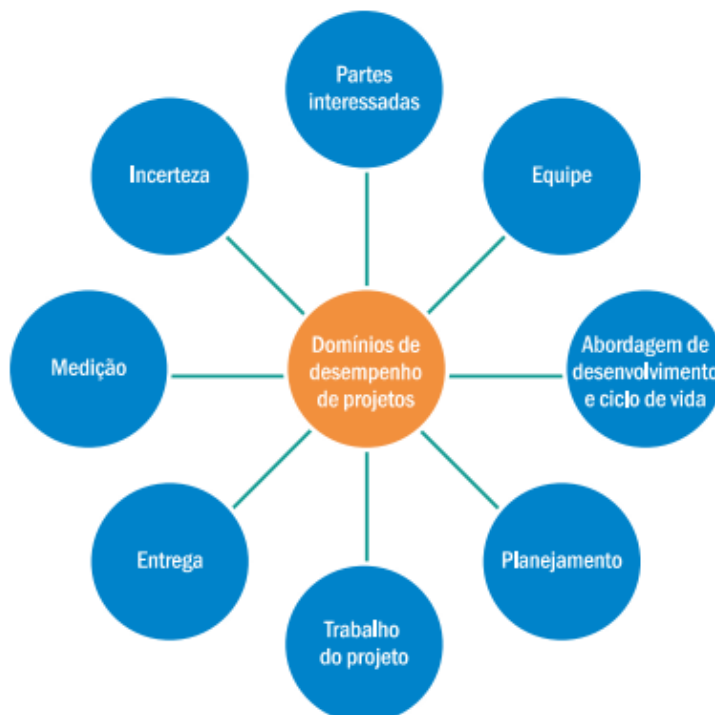 Partes
interessadas
Equipe
Abordagem de
desenvolvimento
e ciclo de vida
Planejamento
Trabalho
do projeto
Entrega
Medição
Incerteza
Domínios de
desempenho
de projetos